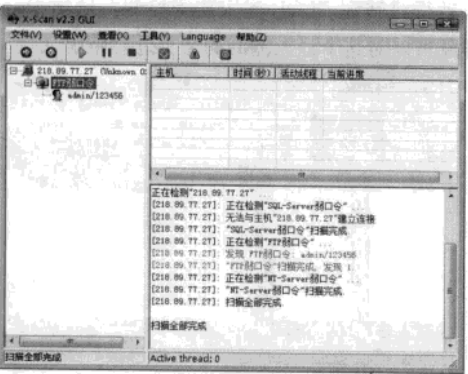 X-Scan v2.3 GUI
文件(V) 设置(W) 查看(X) 工具(Y) Language 帮助(Z)
218.89.77.27 (Unknown O:
FTP弱口令
admin/123456
主机 时间(秒) 活动线程 当前进度
正在检测"218.89.77.27" ...
[218.89.77.27]: 正在检测"SQL-Server弱口令" ...
[218.89.77.27]: 无法与主机"218.89.77.27"建立连接
[218.89.77.27]: "SQL-Server弱口令"扫描完成.
[218.89.77.27]: 正在检测"FTP弱口令" ...
[218.89.77.27]: 发现 FTP弱口令: admin/123456
[218.89.77.27]: "FTP弱口令"扫描完成, 发现 1.
[218.89.77.27]: 正在检测"NT-Server弱口令" ...
[218.89.77.27]: "NT-Server弱口令"扫描完成.
[218.89.77.27]: 扫描全部完成.
扫描全部完成.
扫描全部完成
Active thread: 0